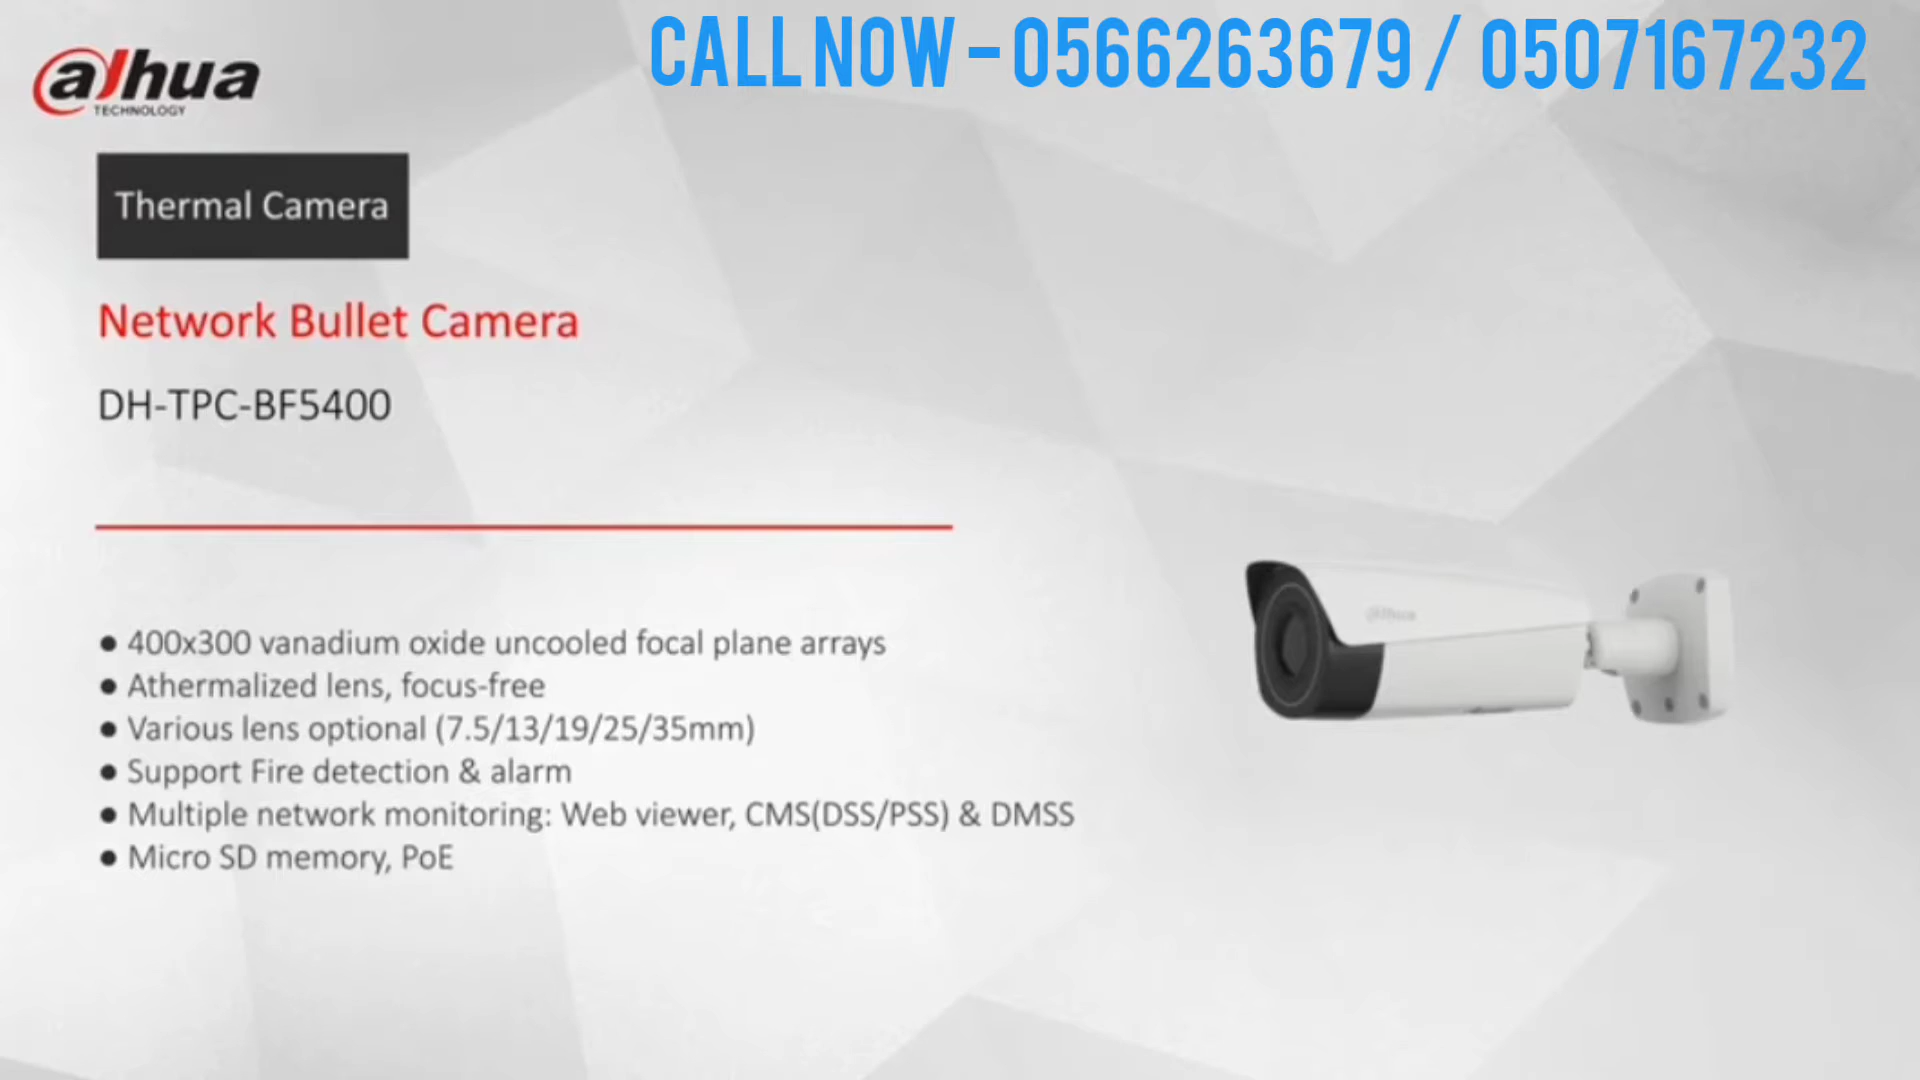 alhua
TECHNOLOGY
CALL NOW - 0566263679 / 0507167232
Thermal Camera
Network Bullet Camera
DH-TPC-BF5400
● 400x300 vanadium oxide uncooled focal plane arrays
● Athermalized lens, focus-free
● Various lens optional (7.5/13/19/25/35mm)
● Support Fire detection & alarm
● Multiple network monitoring: Web viewer, CMS(DSS/PSS) & DMSS
● Micro SD memory, PoE
alhua